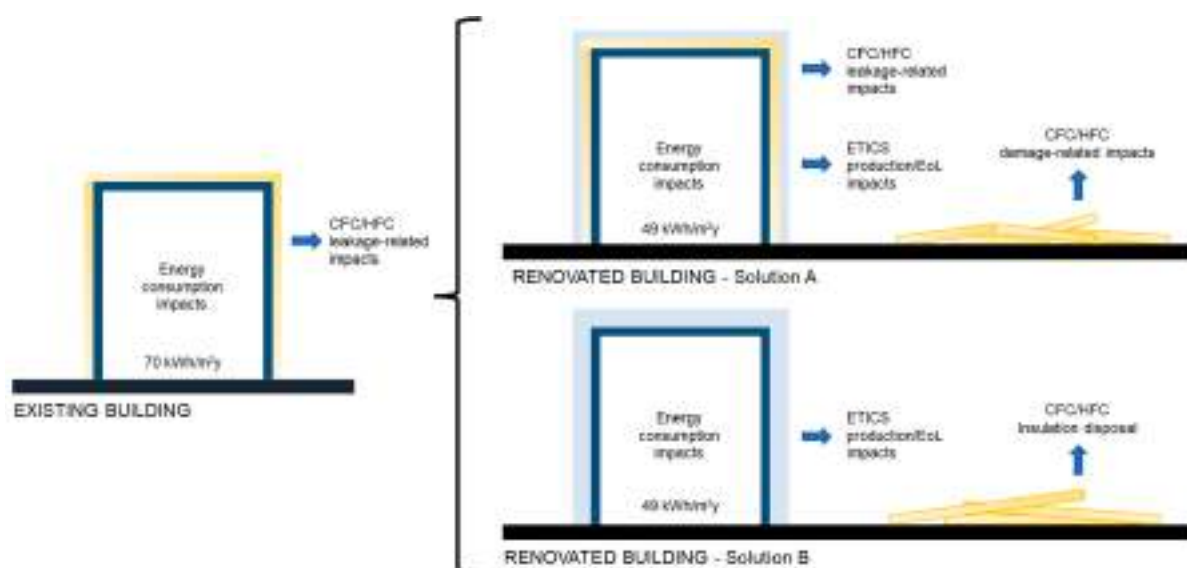 CFC/HFC
leakage-related
impacts
Energy
consumption
impacts
70 kWh/m²y
EXISTING BUILDING
CFC/HFC
leakage-related
impacts
Energy
consumption
impacts
ETICS
production/EoL
impacts
49 kWh/m²y
CFC/HFC
damage-related impacts
RENOVATED BUILDING - Solution A
Energy
consumption
impacts
ETICS
production/EoL
impacts
49 kWh/m²y
CFC/HFC
Insulation disposal
RENOVATED BUILDING - Solution B